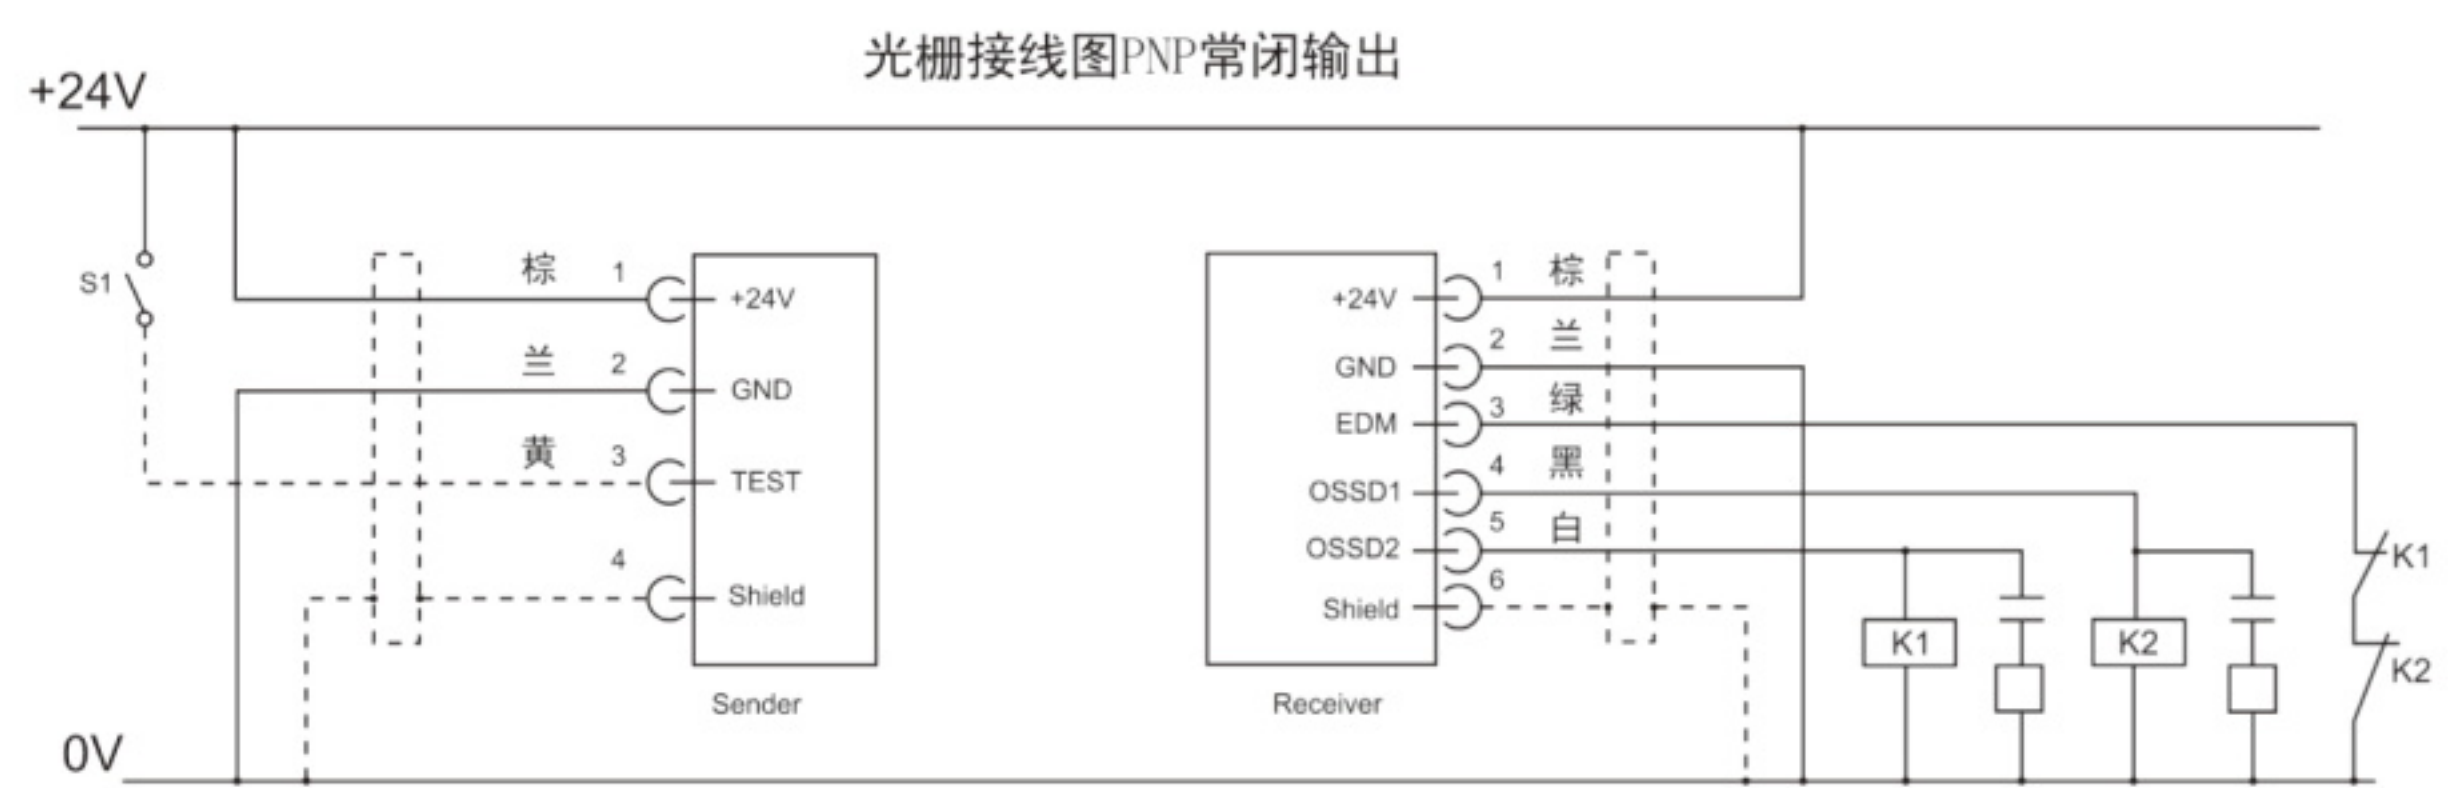 光栅接线图PNP常闭输出
+24V
S1
棕 1 +24V
兰 2 GND
黄 3 TEST
4 Shield
Sender
+24V 1 棕
GND 2 兰
EDM 3 绿
OSSD1 4 黑
OSSD2 5 白
Shield 6
Receiver
K1
K2
K1
K2
0V